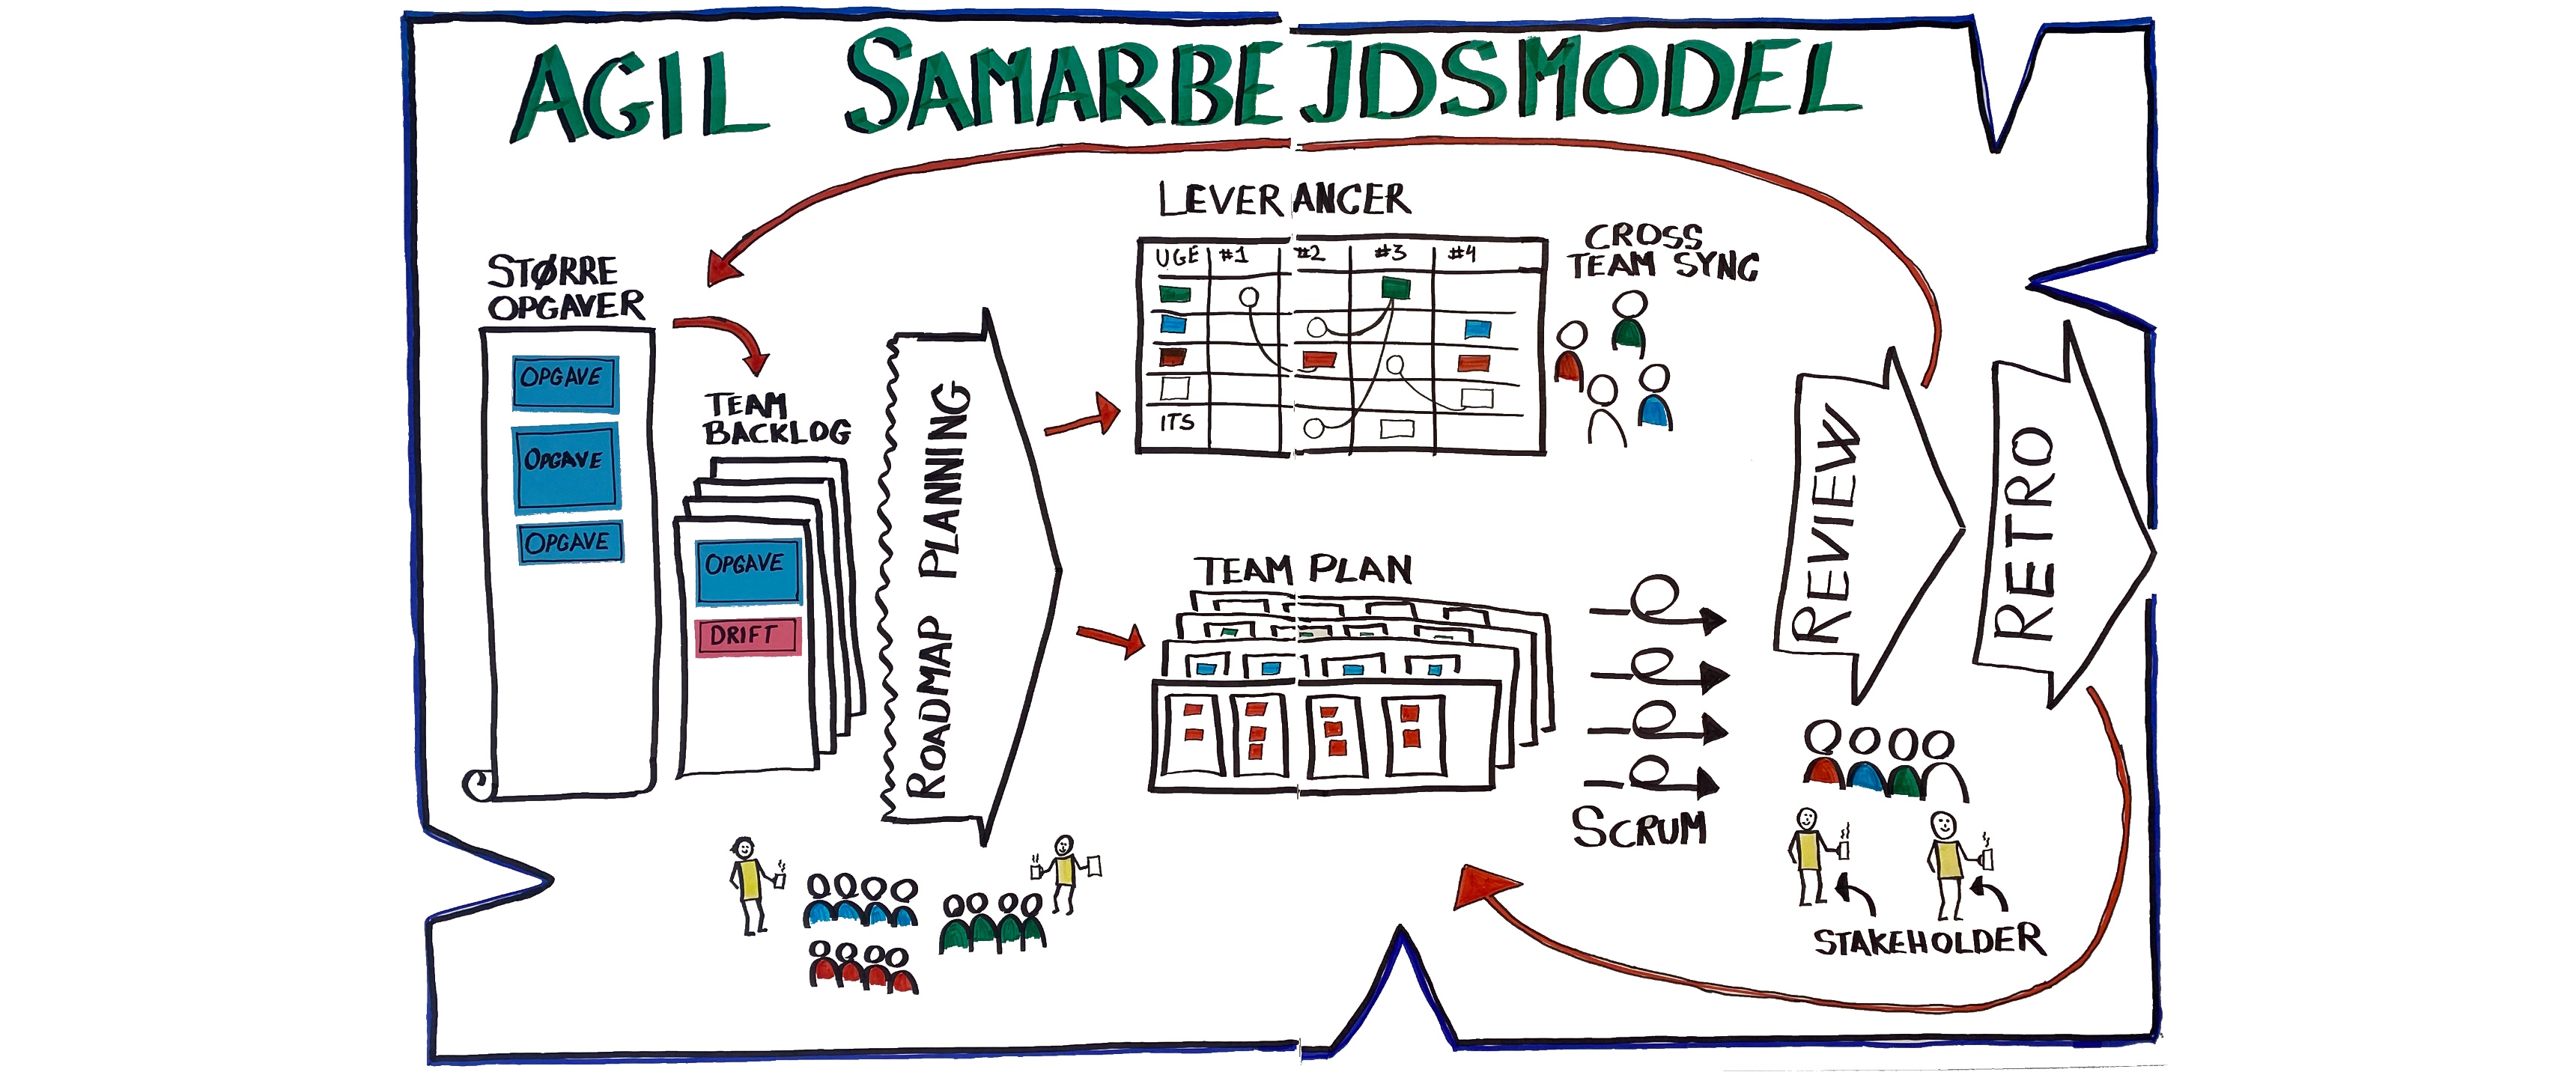 AGIL SAMARBEJDSMODEL
STØRRE
OPGAVER
OPGAVE
OPGAVE
OPGAVE
TEAM
BACKLOG
OPGAVE
DRIFT
ROADMAP PLANNING
LEVERANCER
UGE #1 #2 #3 #4
ITS
CROSS
TEAM SYNC
TEAM PLAN
SCRUM
REVIEW
RETRO
STAKEHOLDER